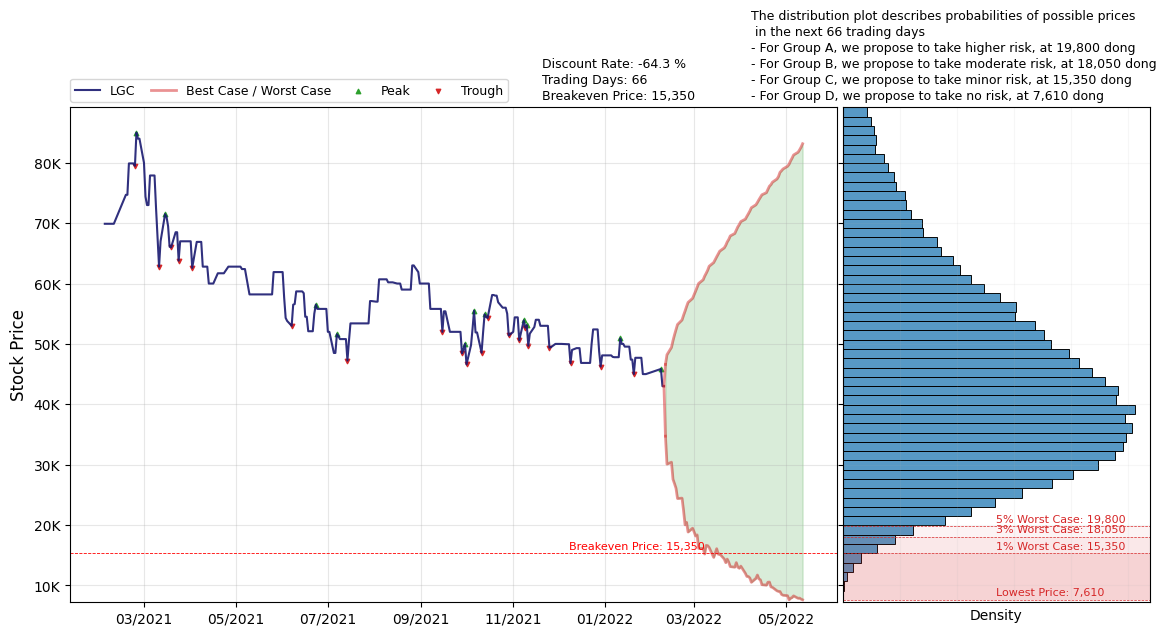 The distribution plot describes probabilities of possible prices
in the next 66 trading days
- For Group A, we propose to take higher risk, at 19,800 dong
- For Group B, we propose to take moderate risk, at 18,050 dong
- For Group C, we propose to take minor risk, at 15,350 dong
- For Group D, we propose to take no risk, at 7,610 dong
Discount Rate: -64.3 %
Trading Days: 66
Breakeven Price: 15,350
LGC
Best Case / Worst Case
Peak
Trough
Stock Price
80K
70K
60K
50K
40K
30K
20K
10K
Breakeven Price: 15,350
03/2021
05/2021
07/2021
09/2021
11/2021
01/2022
03/2022
05/2022
5% Worst Case: 19,800
3% Worst Case: 18,050
1% Worst Case: 15,350
Lowest Price: 7,610
Density